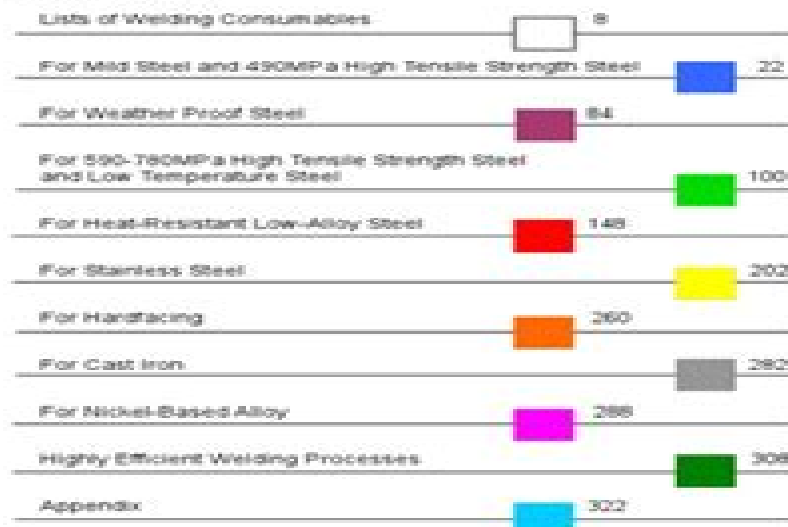 Lists of Welding Consumables 8
For Mild Steel and 490MPa High Tensile Strength Steel 22
For Weather Proof Steel 84
For 590-780MPa High Tensile Strength Steel
and Low Temperature Steel 100
For Heat-Resistant Low-Alloy Steel 148
For Stainless Steel 202
For Hardfacing 260
For Cast Iron 282
For Nickel-Based Alloy 288
Highly Efficient Welding Processes 308
Appendix 322